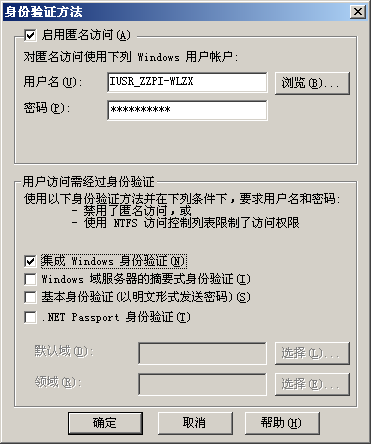 身份验证方法
启用匿名访问(A)
对匿名访问使用下列 Windows 用户帐户:
用户名(U): IUSR_ZZPI-WLZX 浏览(B)...
密码(P): **********
用户访问需经过身份验证
使用以下身份验证方法并在下列条件下，要求用户名和密码:
- 禁用了匿名访问，或
- 使用 NTFS 访问控制列表限制了访问权限
集成 Windows 身份验证(N)
Windows 域服务器的摘要式身份验证(I)
基本身份验证(以明文形式发送密码)(S)
.NET Passport 身份验证(T)
默认域(D): 选择(L)...
领域(R): 选择(E)...
确定 取消 帮助(H)